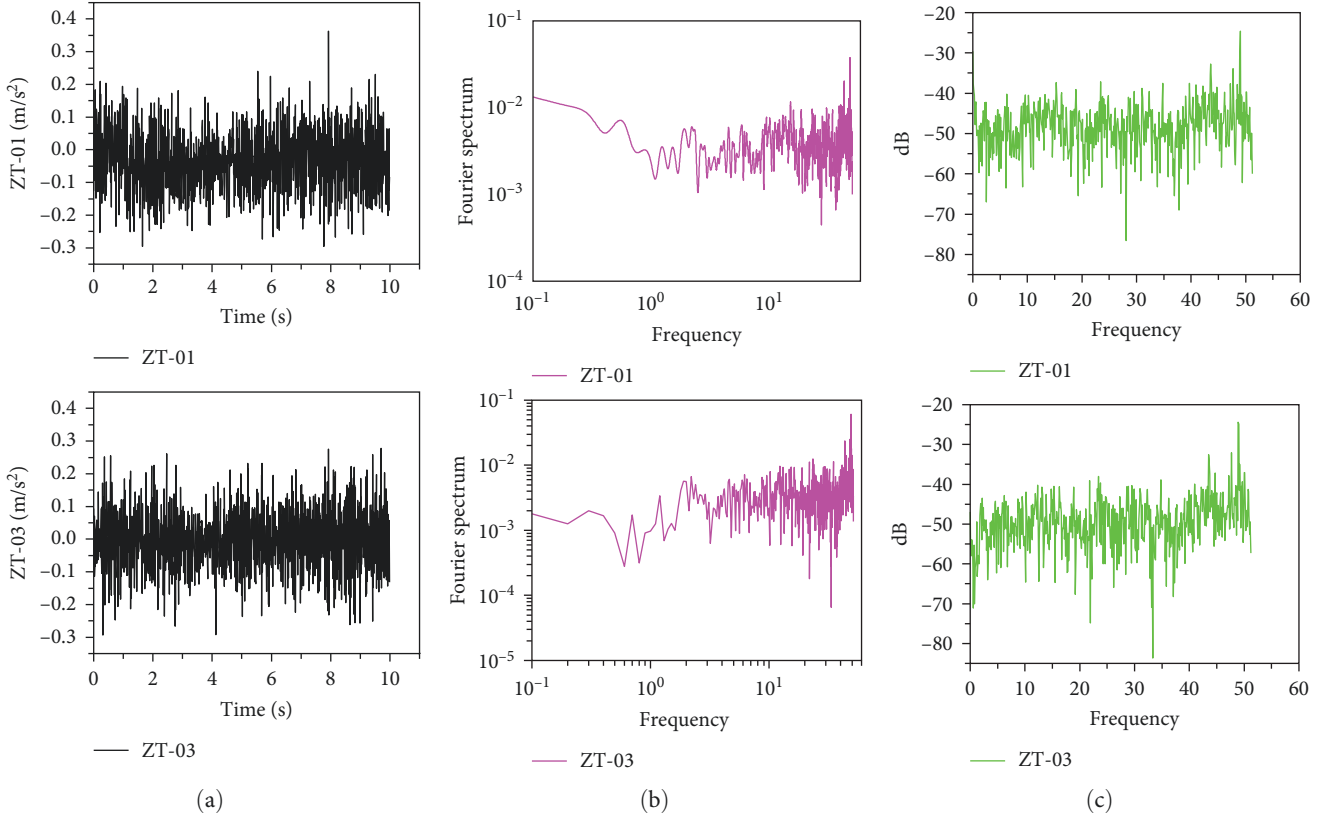 0.4
0.3
0.2
0.1
0.0
–0.1
–0.2
–0.3
ZT-01 (m/s²)
0 2 4 6 8 10
Time (s)
ZT-01
10⁻¹
10⁻²
10⁻³
10⁻⁴
Fourier spectrum
10⁻¹ 10⁰ 10¹
Frequency
ZT-01
–20
–30
–40
–50
–60
–70
–80
dB
0 10 20 30 40 50 60
Frequency
ZT-01
0.4
0.3
0.2
0.1
0.0
–0.1
–0.2
–0.3
ZT-03 (m/s²)
0 2 4 6 8 10
Time (s)
ZT-03
10⁻¹
10⁻²
10⁻³
10⁻⁴
10⁻⁵
Fourier spectrum
10⁻¹ 10⁰ 10¹
Frequency
ZT-03
–20
–30
–40
–50
–60
–70
–80
dB
0 10 20 30 40 50 60
Frequency
ZT-03
(a) (b) (c)